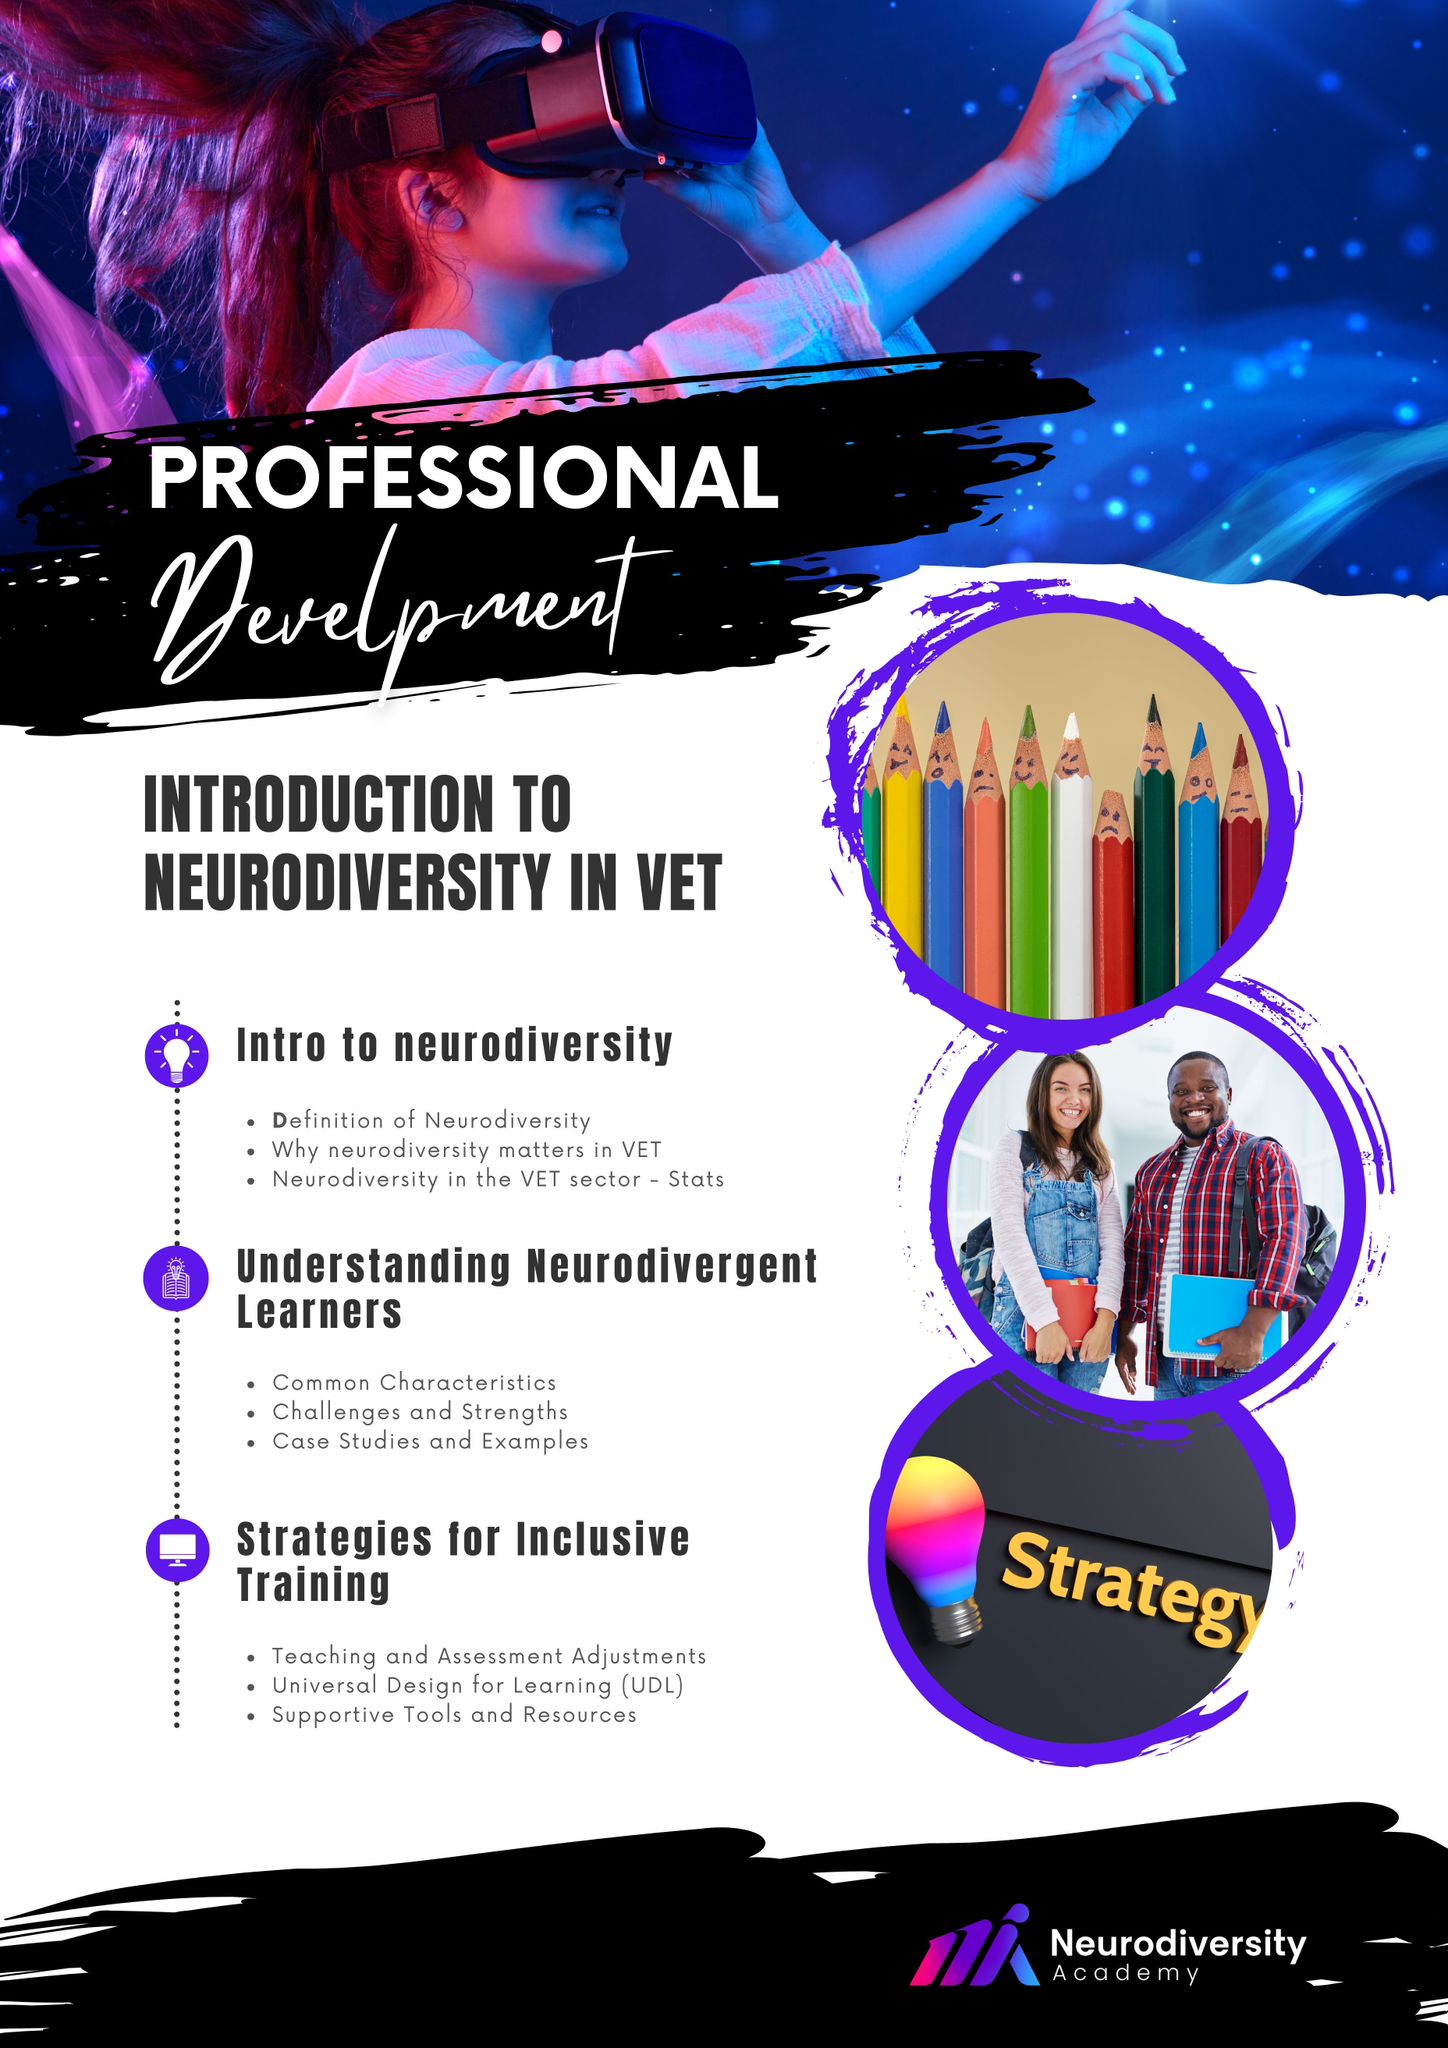 PROFESSIONAL
Develpment
INTRODUCTION TO
NEURODIVERSITY IN VET
Intro to neurodiversity
• Definition of Neurodiversity
• Why neurodiversity matters in VET
• Neurodiversity in the VET sector - Stats
Understanding Neurodivergent
Learners
• Common Characteristics
• Challenges and Strengths
• Case Studies and Examples
Strategies for Inclusive
Training
• Teaching and Assessment Adjustments
• Universal Design for Learning (UDL)
• Supportive Tools and Resources
Strategy
Neurodiversity
Academy